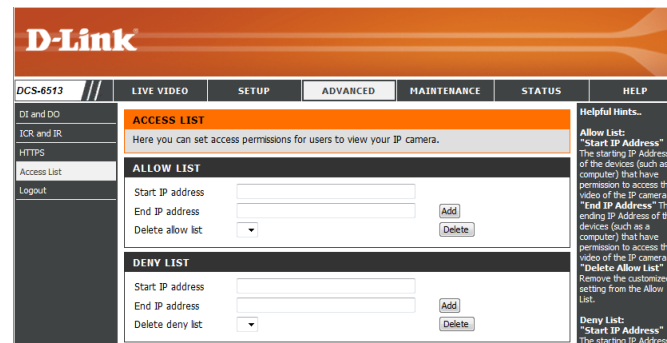 D-Link
DCS-6513
LIVE VIDEO
SETUP
ADVANCED
MAINTENANCE
STATUS
HELP
DI and DO
ICR and IR
HTTPS
Access List
Logout
ACCESS LIST
Here you can set access permissions for users to view your IP camera.
ALLOW LIST
Start IP address
End IP address
Add
Delete allow list
Delete
DENY LIST
Start IP address
End IP address
Add
Delete deny list
Delete
Helpful Hints..
Allow List:
"Start IP Address"
The starting IP
of the devices (such as
computer) that have
permission to access
video of the IP camera
"End IP Address"
ending IP Address of
devices (such as a
computer) that have
permission to access
video of the IP camera
"Delete Allow List"
Remove the
setting from the Allow
List.
Deny List:
"Start IP Address"
The starting IP